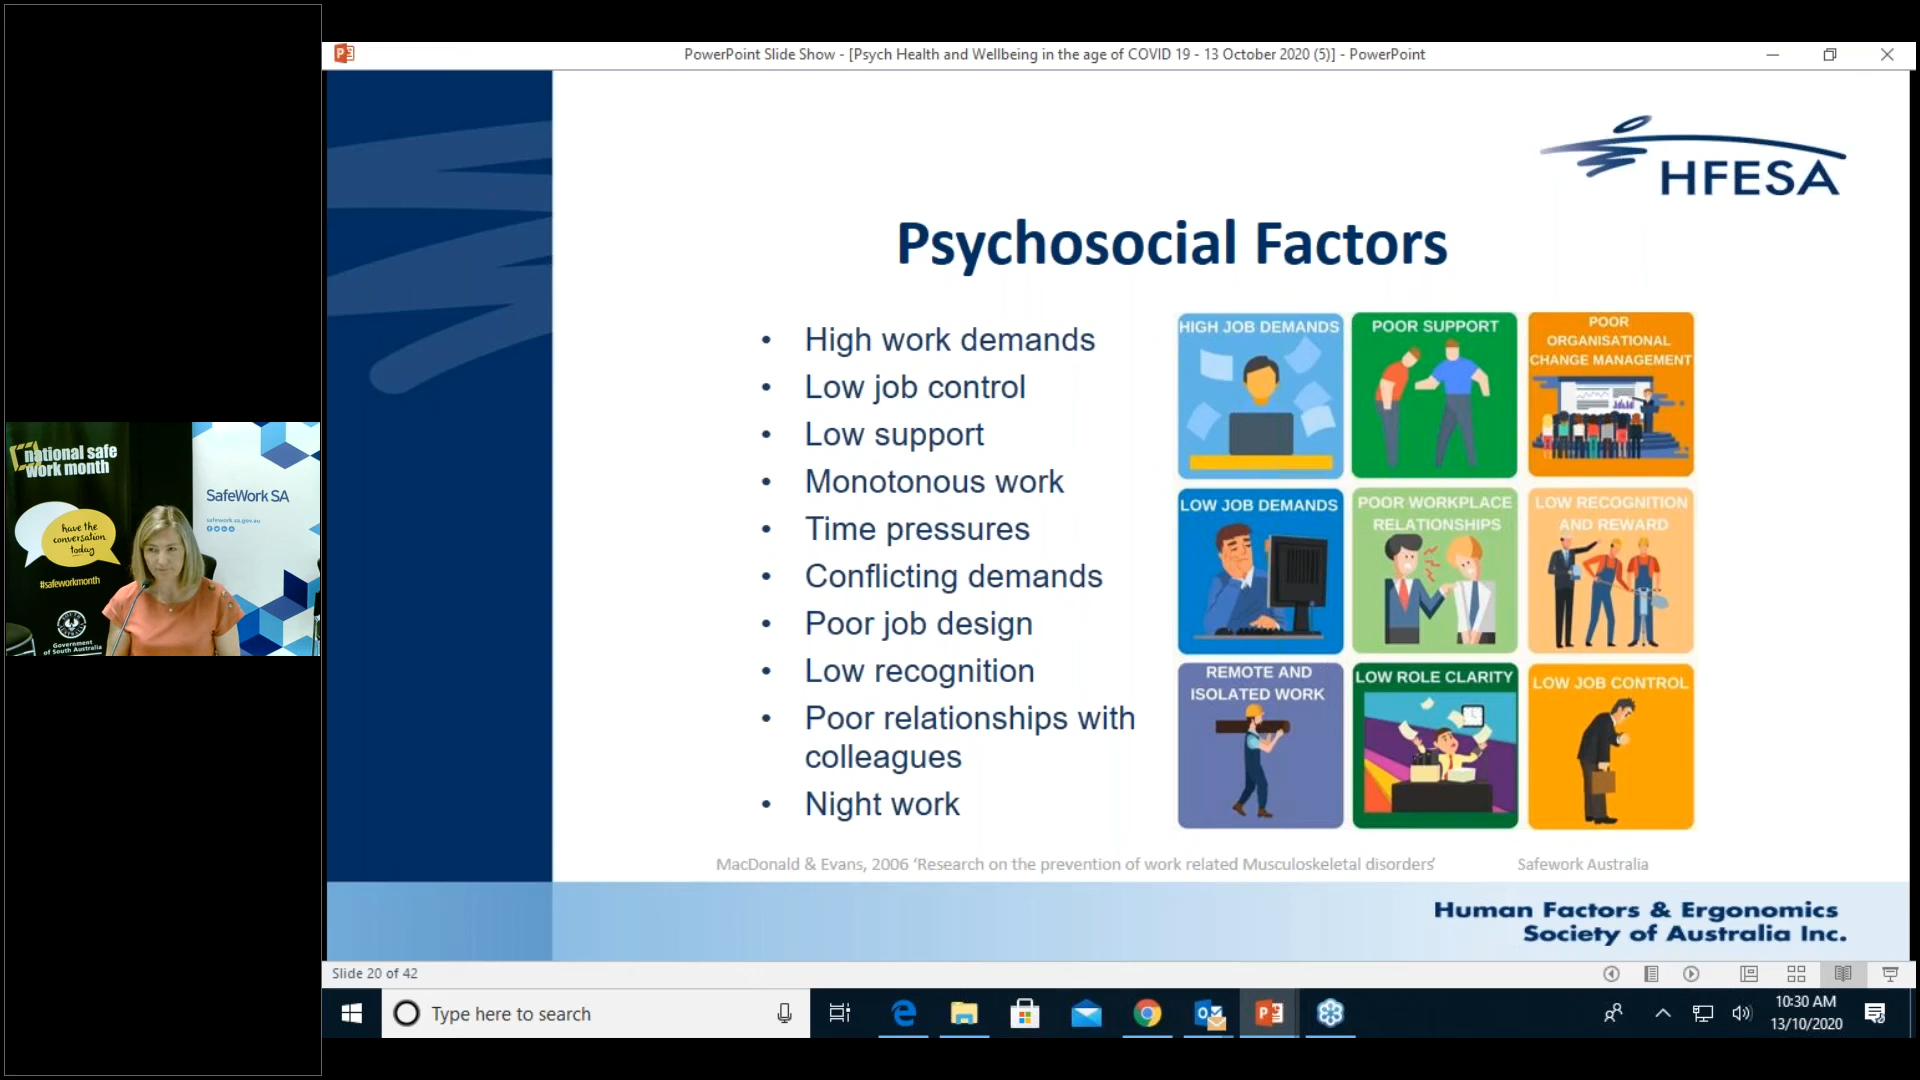 PowerPoint Slide Show - [Psych Health and Wellbeing in the age of COVID 19 - 13 October 2020 (5)] - PowerPoint
HFESA
Psychosocial Factors
• High work demands
• Low job control
• Low support
• Monotonous work
• Time pressures
• Conflicting demands
• Poor job design
• Low recognition
• Poor relationships with
colleagues
• Night work
HIGH JOB DEMANDS
POOR SUPPORT
POOR
ORGANISATIONAL
CHANGE MANAGEMENT
LOW JOB DEMANDS
POOR WORKPLACE
RELATIONSHIPS
LOW RECOGNITION
AND REWARD
REMOTE AND
ISOLATED WORK
LOW ROLE CLARITY
LOW JOB CONTROL
MacDonald & Evans, 2006 ‘Research on the prevention of work related Musculoskeletal disorders’
Safework Australia
Human Factors & Ergonomics
Society of Australia Inc.
national safe
work month
have the
conversation
today
#safeworkmonth
Government
of South Australia
SafeWork SA
safework.sa.gov.au
Slide 20 of 42
Type here to search
10:30 AM
13/10/2020